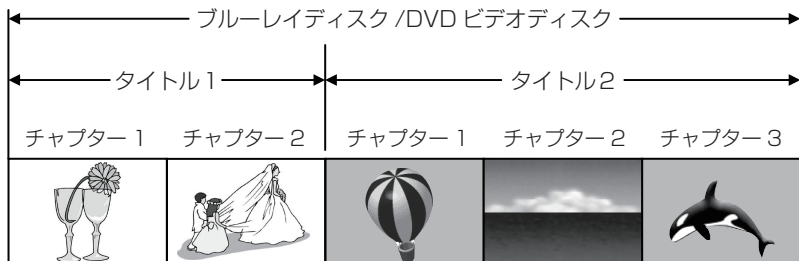 ブルーレイディスク /DVD ビデオディスク
タイトル1 タイトル2
チャプター 1 チャプター 2 チャプター 1 チャプター 2 チャプター 3